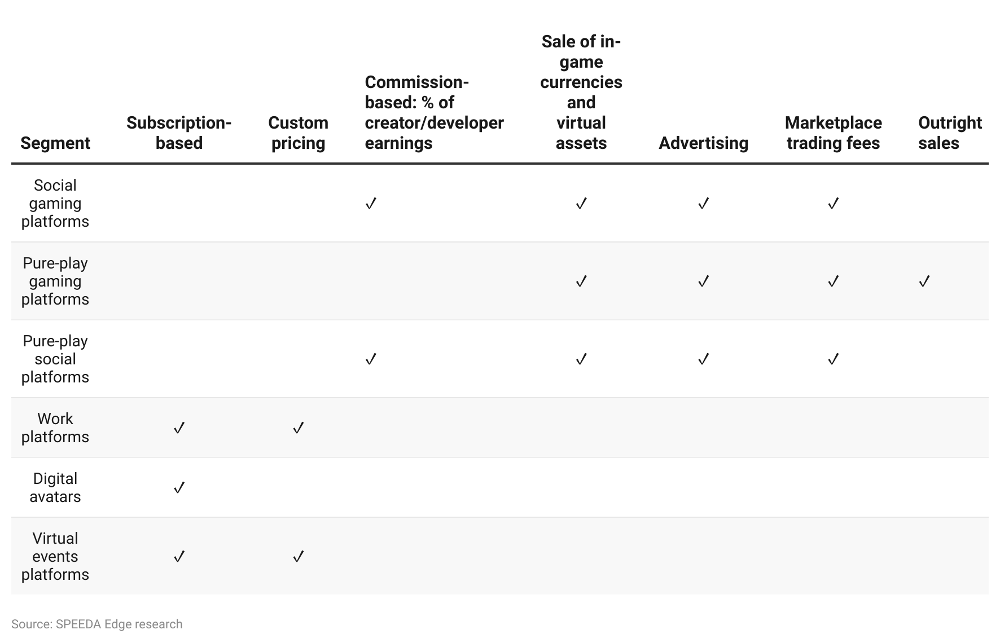 Segment
Subscription-
based
Custom
pricing
Commission-
based: % of
creator/developer
earnings
Sale of in-
game
currencies
and
virtual
assets
Advertising
Marketplace
trading fees
Outright
sales
Social
gaming
platforms
✓ ✓ ✓ ✓
Pure-play
gaming
platforms
✓ ✓ ✓ ✓
Pure-play
social
platforms
✓ ✓ ✓ ✓
Work
platforms
✓ ✓
Digital
avatars
✓
Virtual
events
platforms
✓ ✓
Source: SPEEDA Edge research